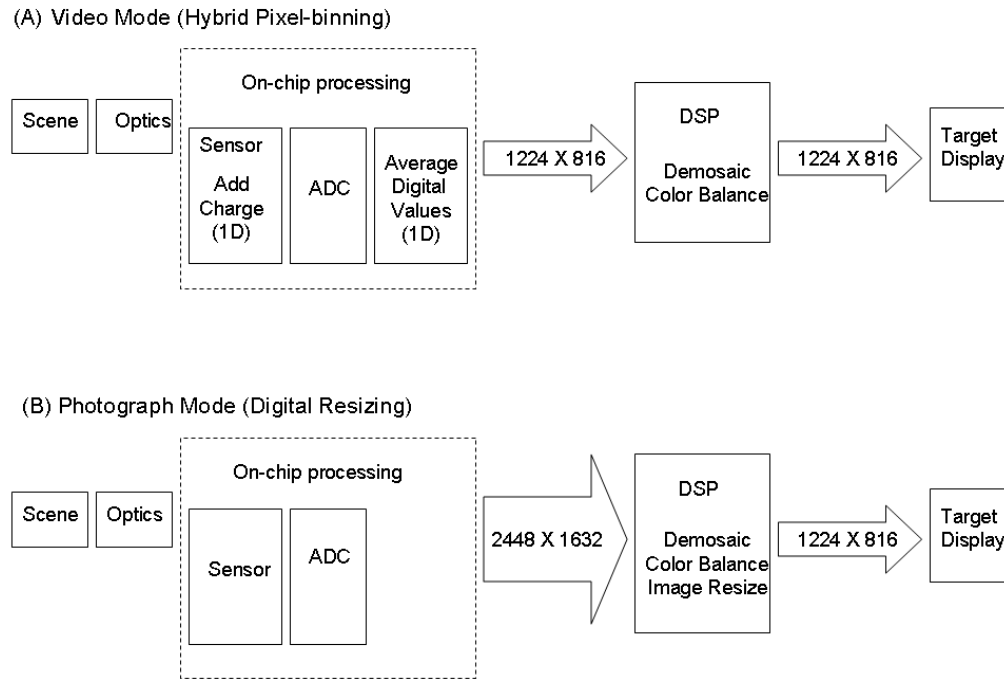 (A) Video Mode (Hybrid Pixel-binning)
On-chip processing
Scene
Optics
Sensor
Add
Charge
(1D)
ADC
Average
Digital
Values
(1D)
1224 X 816
DSP
Demosaic
Color Balance
1224 X 816
Target
Display
(B) Photograph Mode (Digital Resizing)
On-chip processing
Scene
Optics
Sensor
ADC
2448 X 1632
DSP
Demosaic
Color Balance
Image Resize
1224 X 816
Target
Display